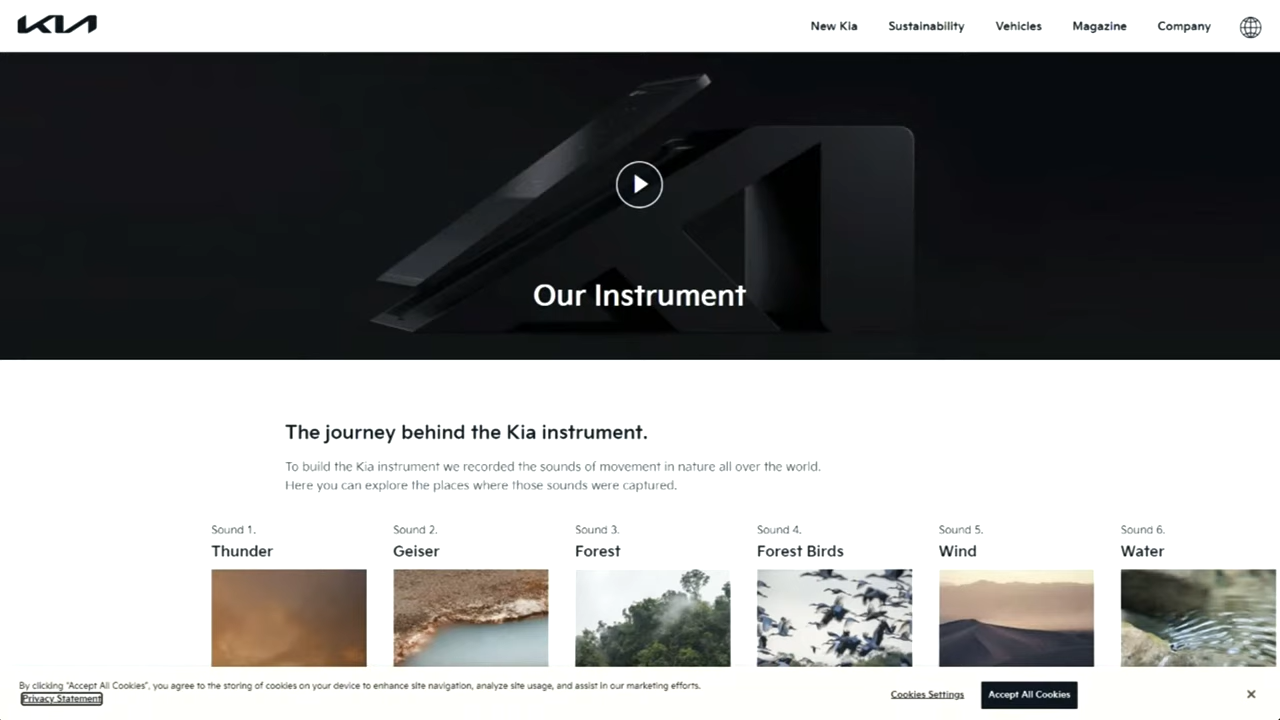 KIA
New Kia Sustainability Vehicles Magazine Company
Our Instrument
The journey behind the Kia instrument.
To build the Kia instrument we recorded the sounds of movement in nature all over the world.
Here you can explore the places where those sounds were captured.
Sound 1. Sound 2. Sound 3. Sound 4. Sound 5. Sound 6.
Thunder Geiser Forest Forest Birds Wind Water
By clicking "Accept All Cookies", you agree to the storing of cookies on your device to enhance site navigation, analyze site usage, and assist in our marketing efforts.
Privacy Statement
Cookies Settings Accept All Cookies